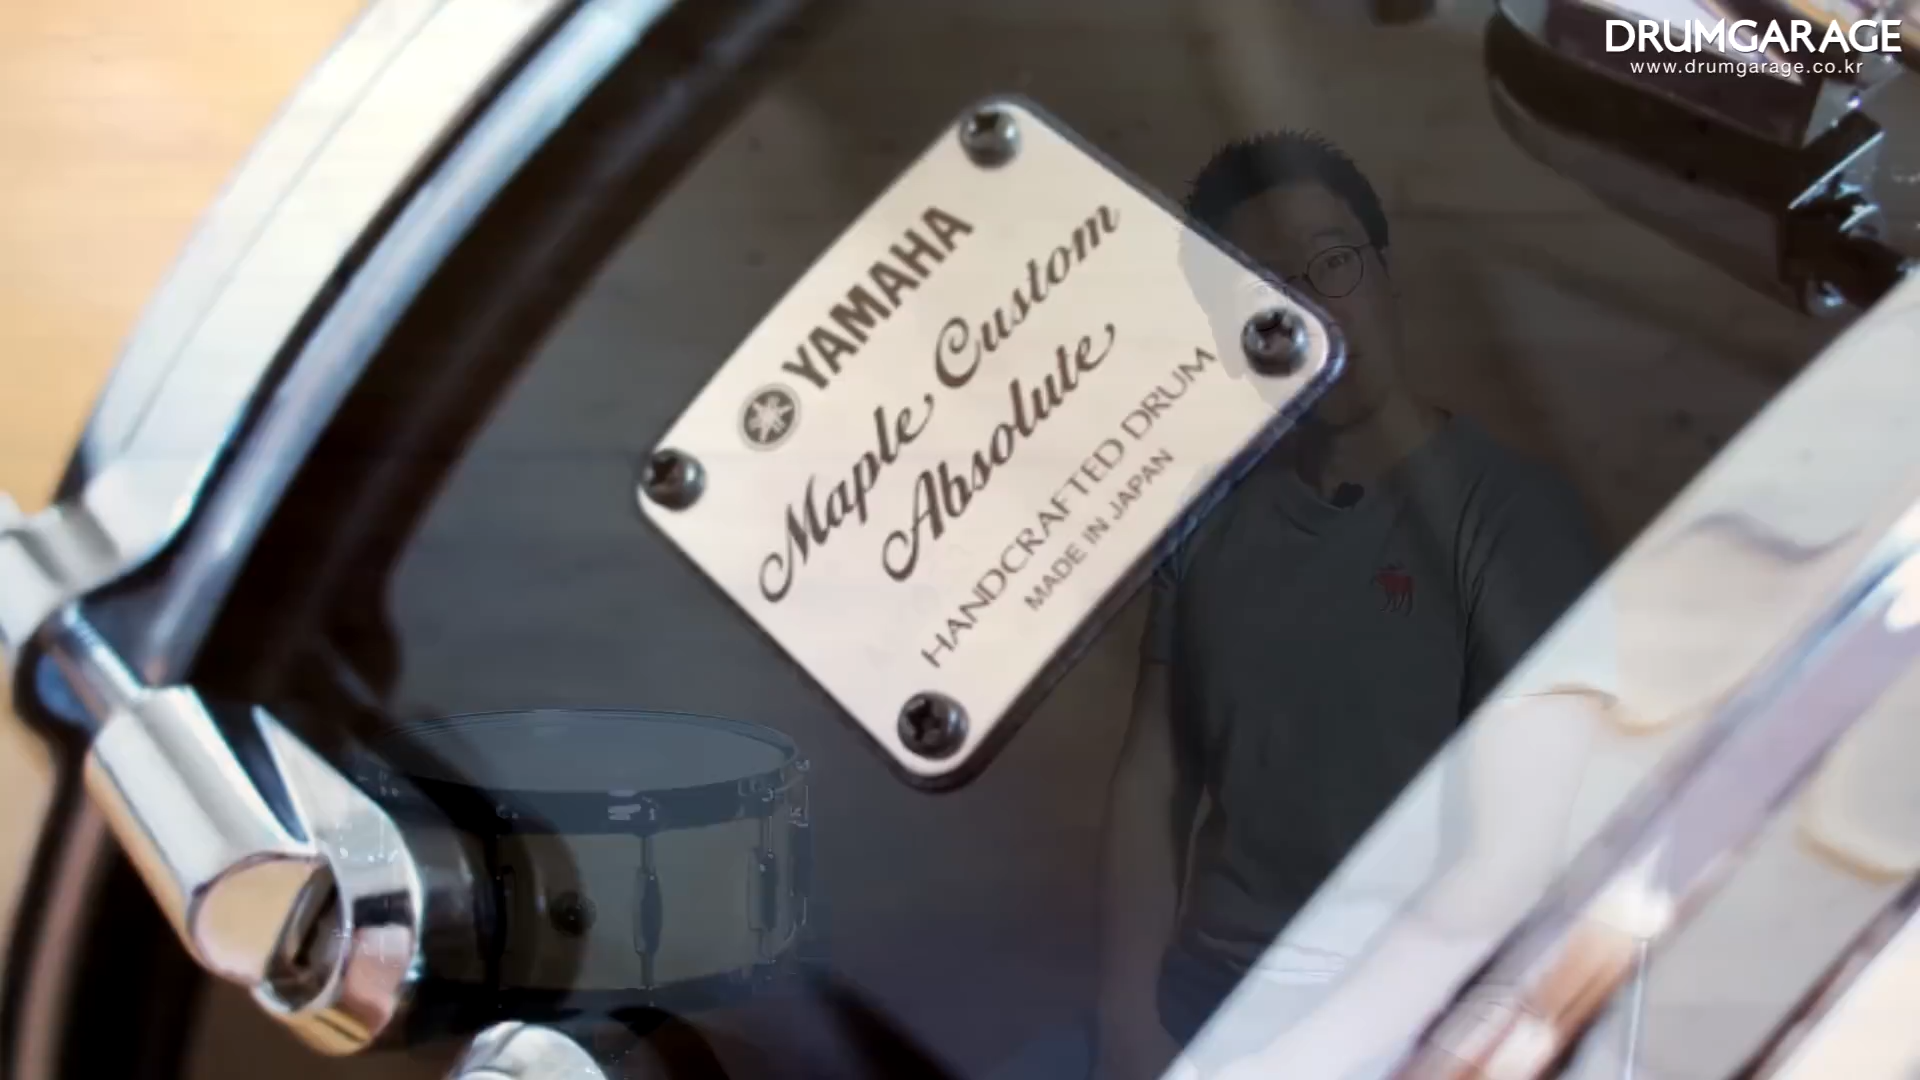 DRUMGARAGE
www.drumgarage.co.kr
YAMAHA
Maple Custom
Absolute
HANDCRAFTED DRUM
MADE IN JAPAN